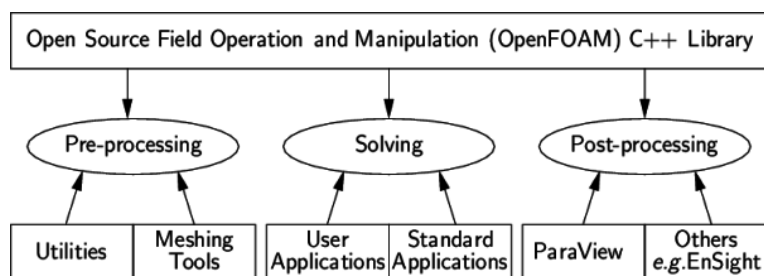 Open Source Field Operation and Manipulation (OpenFOAM) C++ Library
Pre-processing
Solving
Post-processing
Utilities
Meshing
Tools
User
Applications
Standard
Applications
ParaView
Others
e.g.EnSight